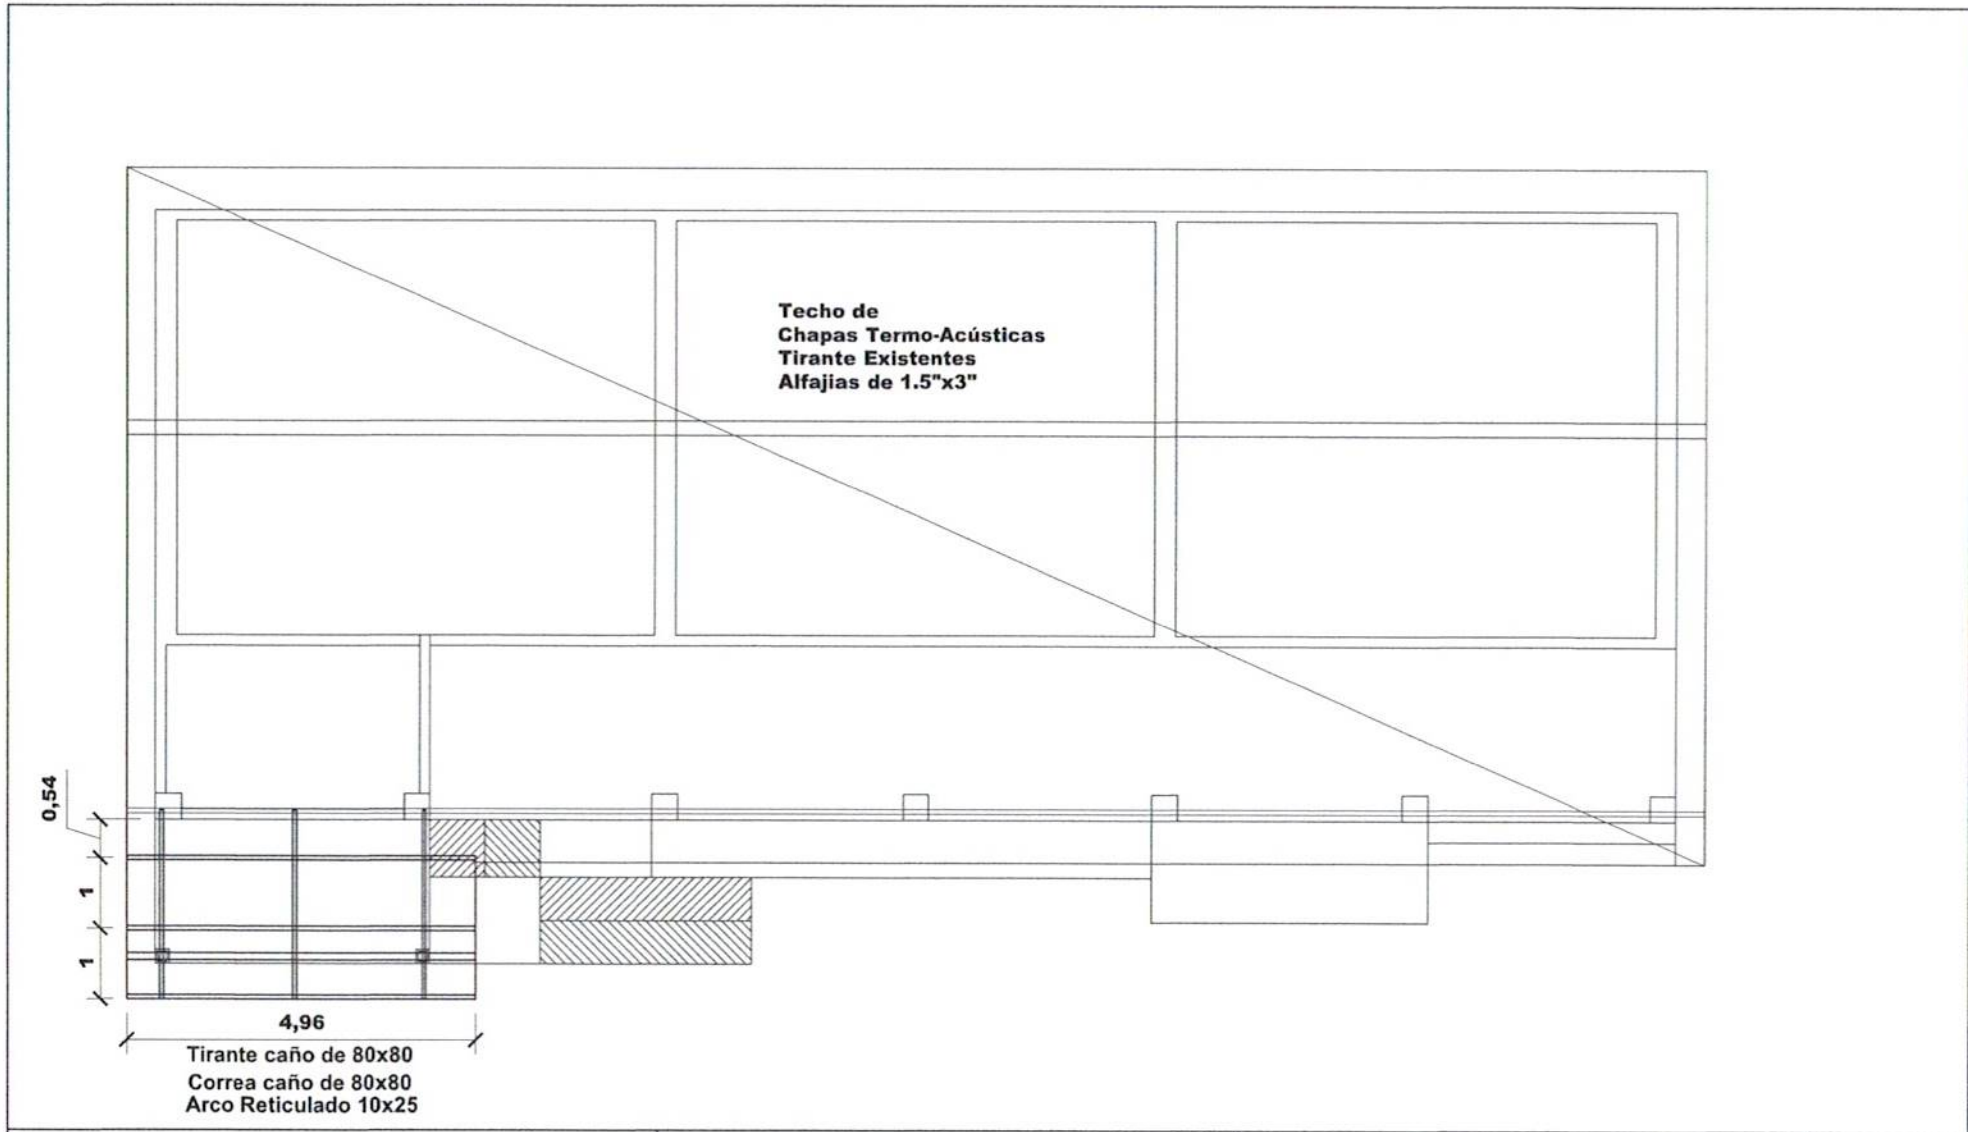 Techo de
Chapas Termo-Acústicas
Tirante Existentes
Alfajias de 1.5"x3"
0,54
1
1
4,96
Tirante caño de 80x80
Correa caño de 80x80
Arco Reticulado 10x25